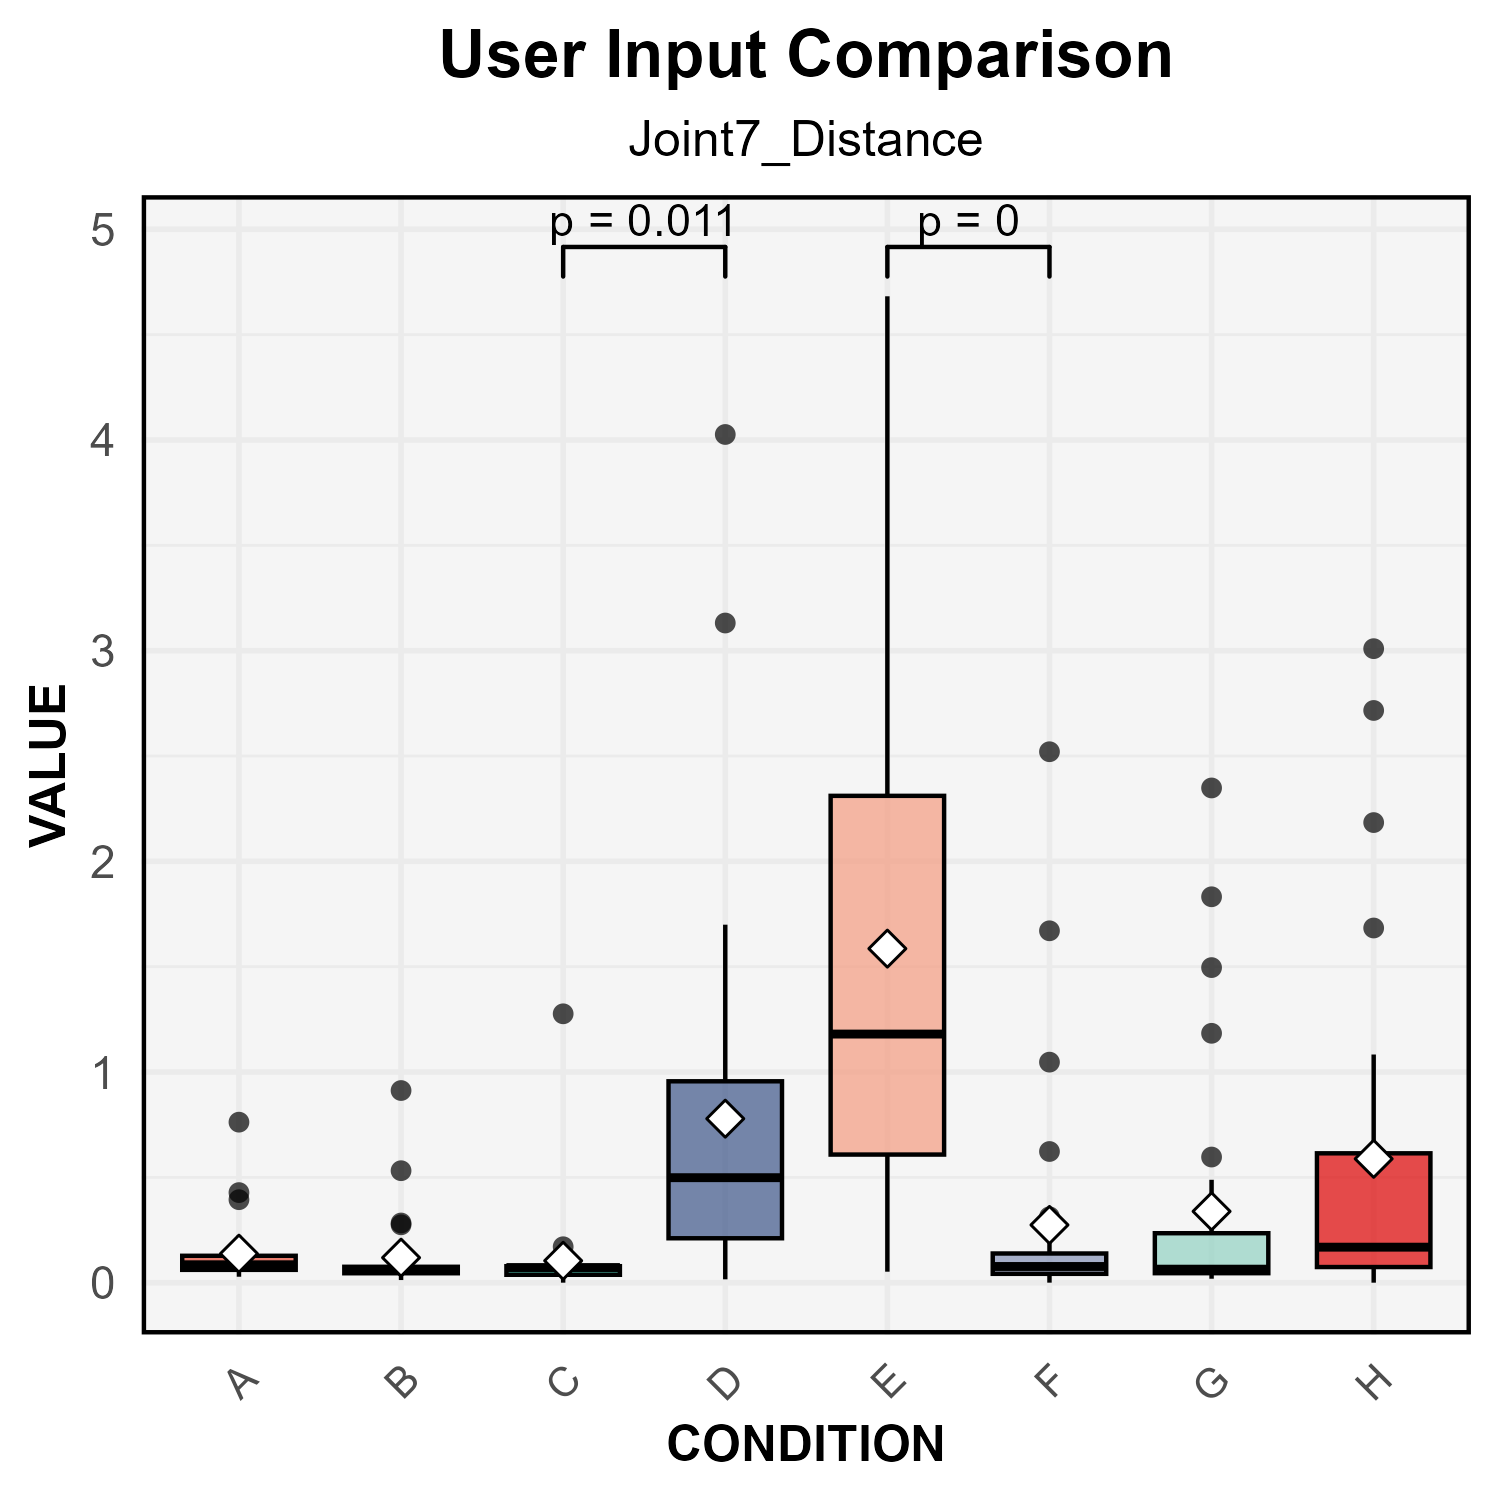 User Input Comparison
Joint7_Distance
p = 0.011
p = 0
5
4
3
2
1
0
VALUE
A
B
C
D
E
F
G
H
CONDITION